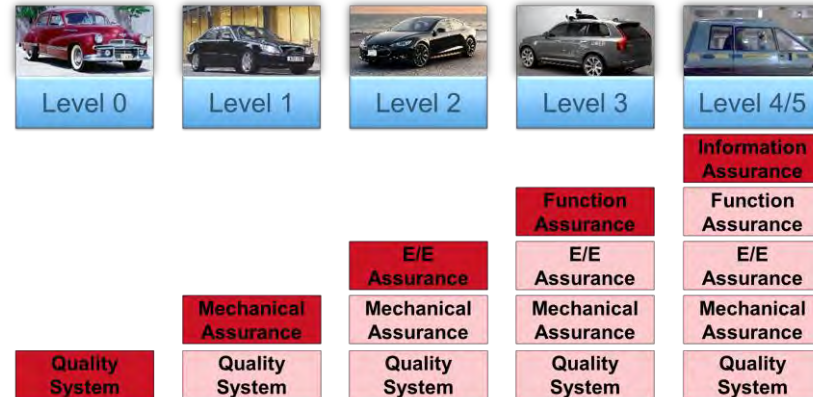 Level 0
Level 1
Level 2
Level 3
Level 4/5
Information
Assurance
Function
Assurance
Function
Assurance
E/E
Assurance
E/E
Assurance
E/E
Assurance
Mechanical
Assurance
Mechanical
Assurance
Mechanical
Assurance
Mechanical
Assurance
Quality
System
Quality
System
Quality
System
Quality
System
Quality
System